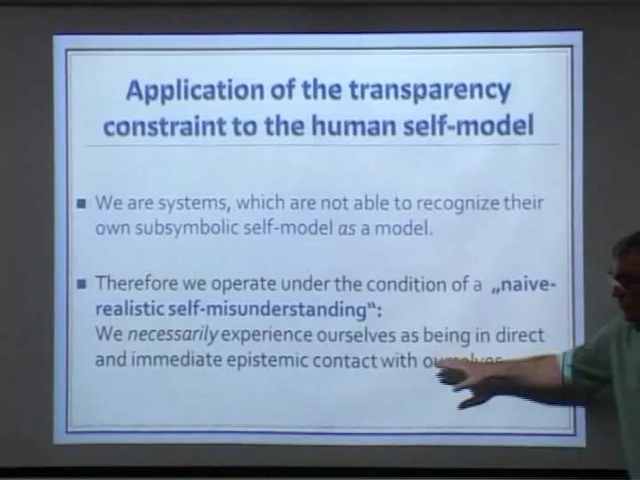 Application of the transparency
constraint to the human self-model
■ We are systems, which are not able to recognize their
own subsymbolic self-model as a model.
■ Therefore we operate under the condition of a „naive-
realistic self-misunderstanding“:
We necessarily experience ourselves as being in direct
and immediate epistemic contact with ourselves.